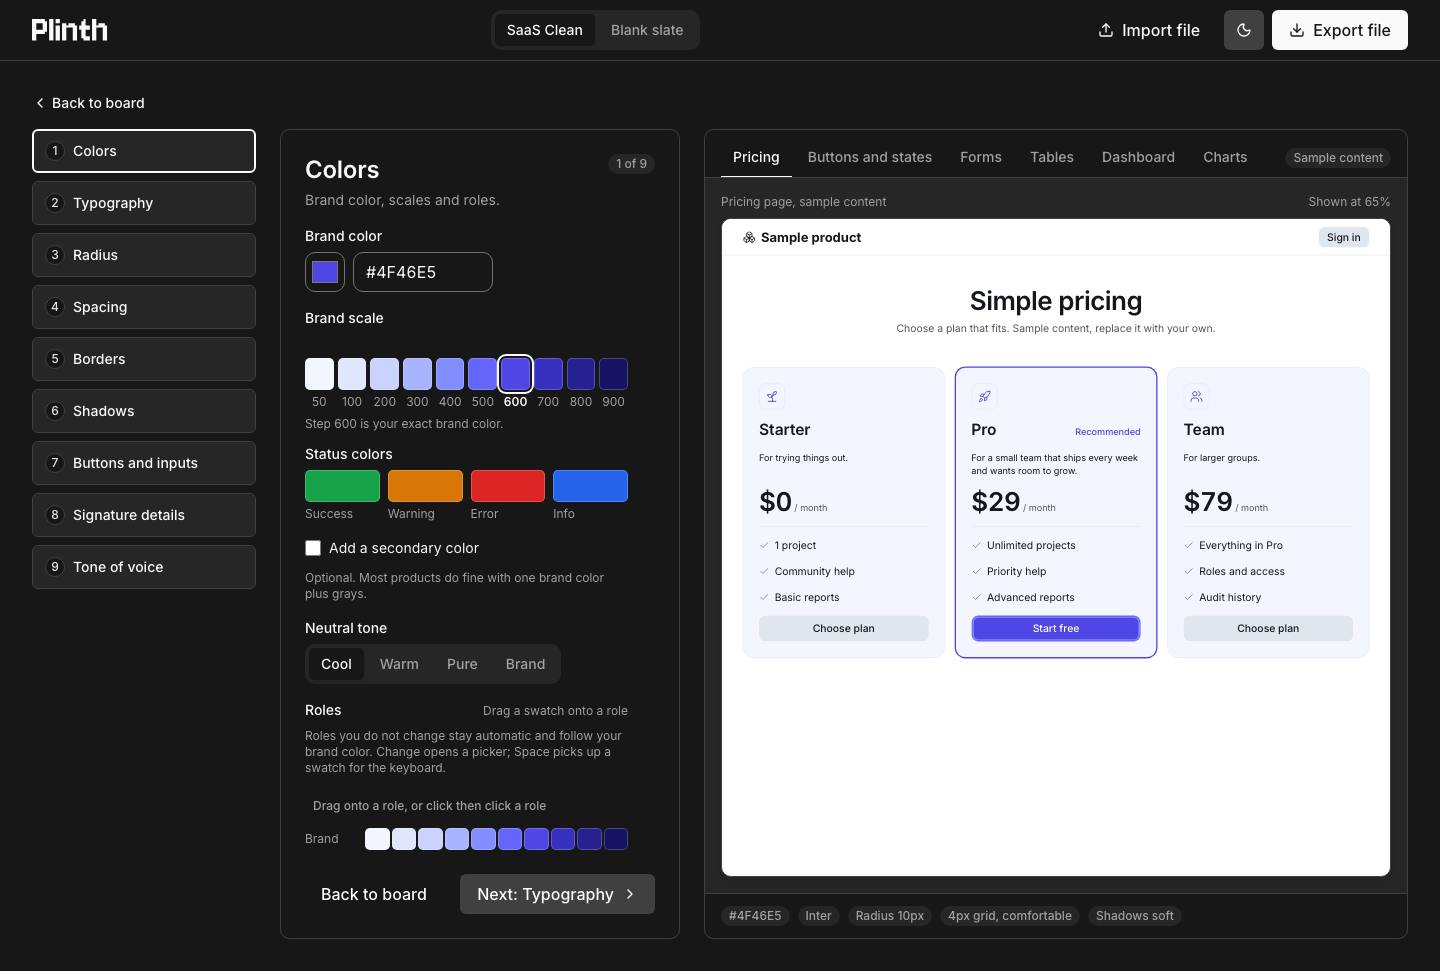 Plinth
SaaS Clean
Blank slate
Import file
Export file
Back to board
1 Colors
2 Typography
3 Radius
4 Spacing
5 Borders
6 Shadows
7 Buttons and inputs
8 Signature details
9 Tone of voice
Colors
1 of 9
Brand color, scales and roles.
Brand color
#4F46E5
Brand scale
50 100 200 300 400 500 600 700 800 900
Step 600 is your exact brand color.
Status colors
Success Warning Error Info
Add a secondary color
Optional. Most products do fine with one brand color
plus grays.
Neutral tone
Cool Warm Pure Brand
Roles
Drag a swatch onto a role
Roles you do not change stay automatic and follow your
brand color. Change opens a picker; Space picks up a
swatch for the keyboard.
Drag onto a role, or click then click a role
Brand
Back to board
Next: Typography
Pricing Buttons and states Forms Tables Dashboard Charts
Sample content
Pricing page, sample content
Shown at 65%
Sample product
Sign in
Simple pricing
Choose a plan that fits. Sample content, replace it with your own.
Starter
For trying things out.
$0 / month
1 project
Community help
Basic reports
Choose plan
Pro
Recommended
For a small team that ships every week
and wants room to grow.
$29 / month
Unlimited projects
Priority help
Advanced reports
Start free
Team
For larger groups.
$79 / month
Everything in Pro
Roles and access
Audit history
Choose plan
#4F46E5
Inter
Radius 10px
4px grid, comfortable
Shadows soft